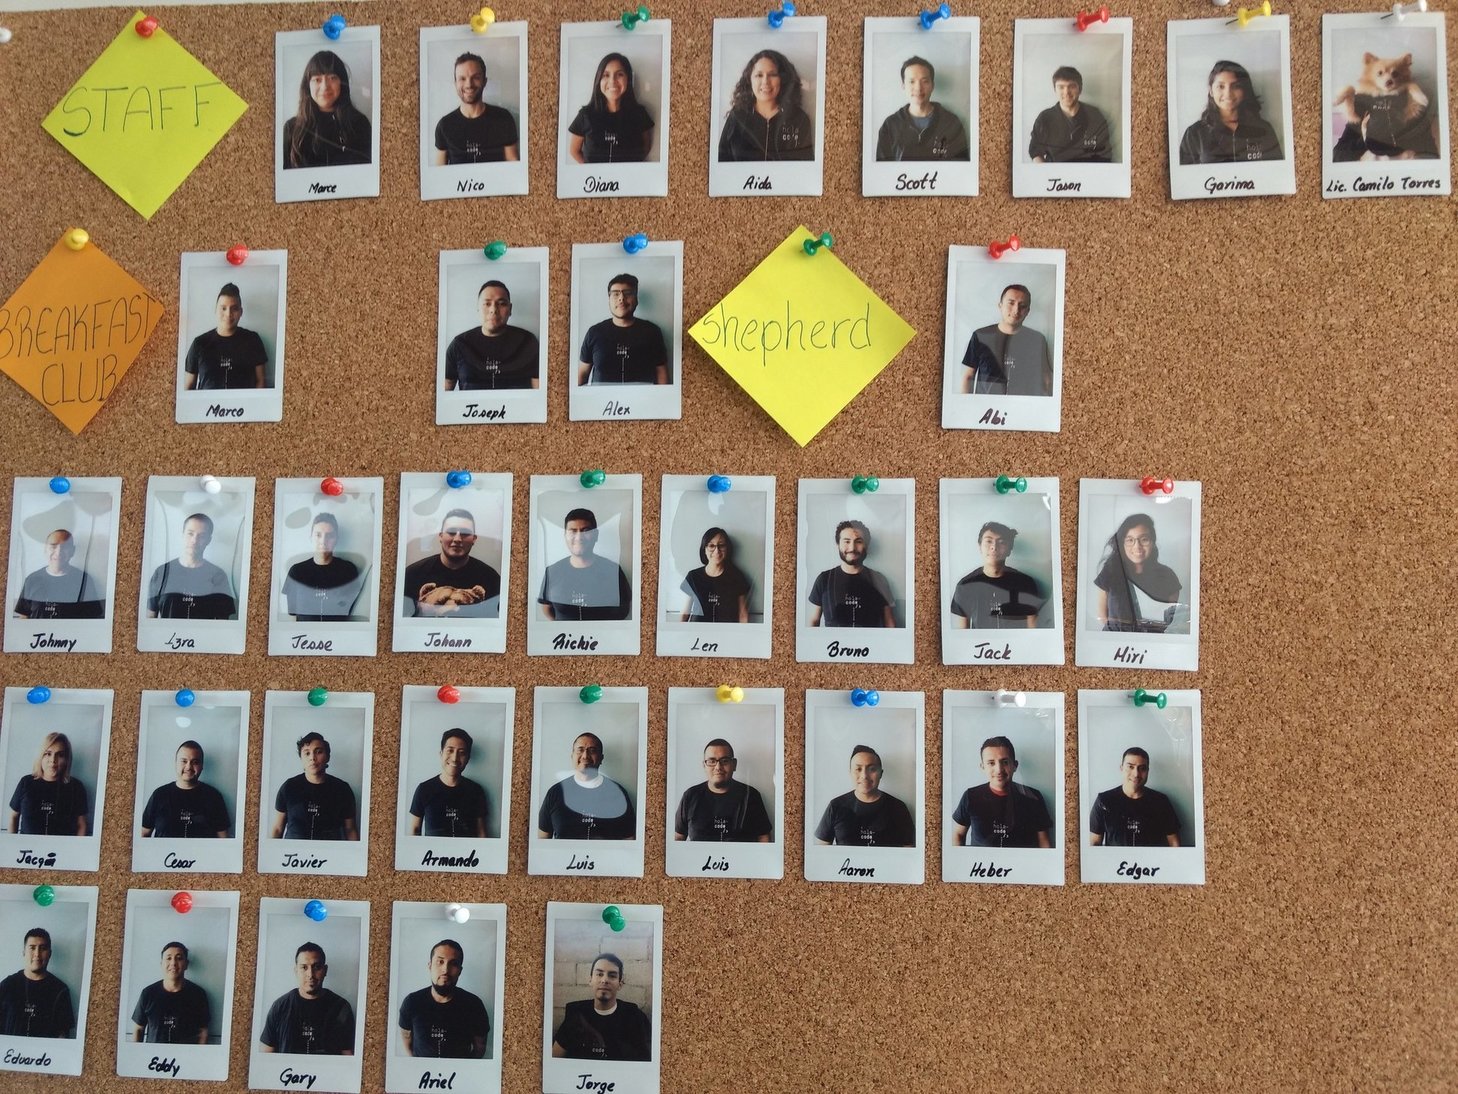 STAFF
Marce
Nico
Diana
Aida
Scott
Jason
Garima
Lic. Camilo Torres
BREAKFAST
CLUB
Marco
Joseph
Alex
Shepherd
Abi
Johnny
Jesse
Johann
Richie
Len
Bruno
Jack
Miri
Cesar
Javier
Armando
Luis
Luis
Aaron
Heber
Edgar
Eduardo
Eddy
Gary
Ariel
Jorge